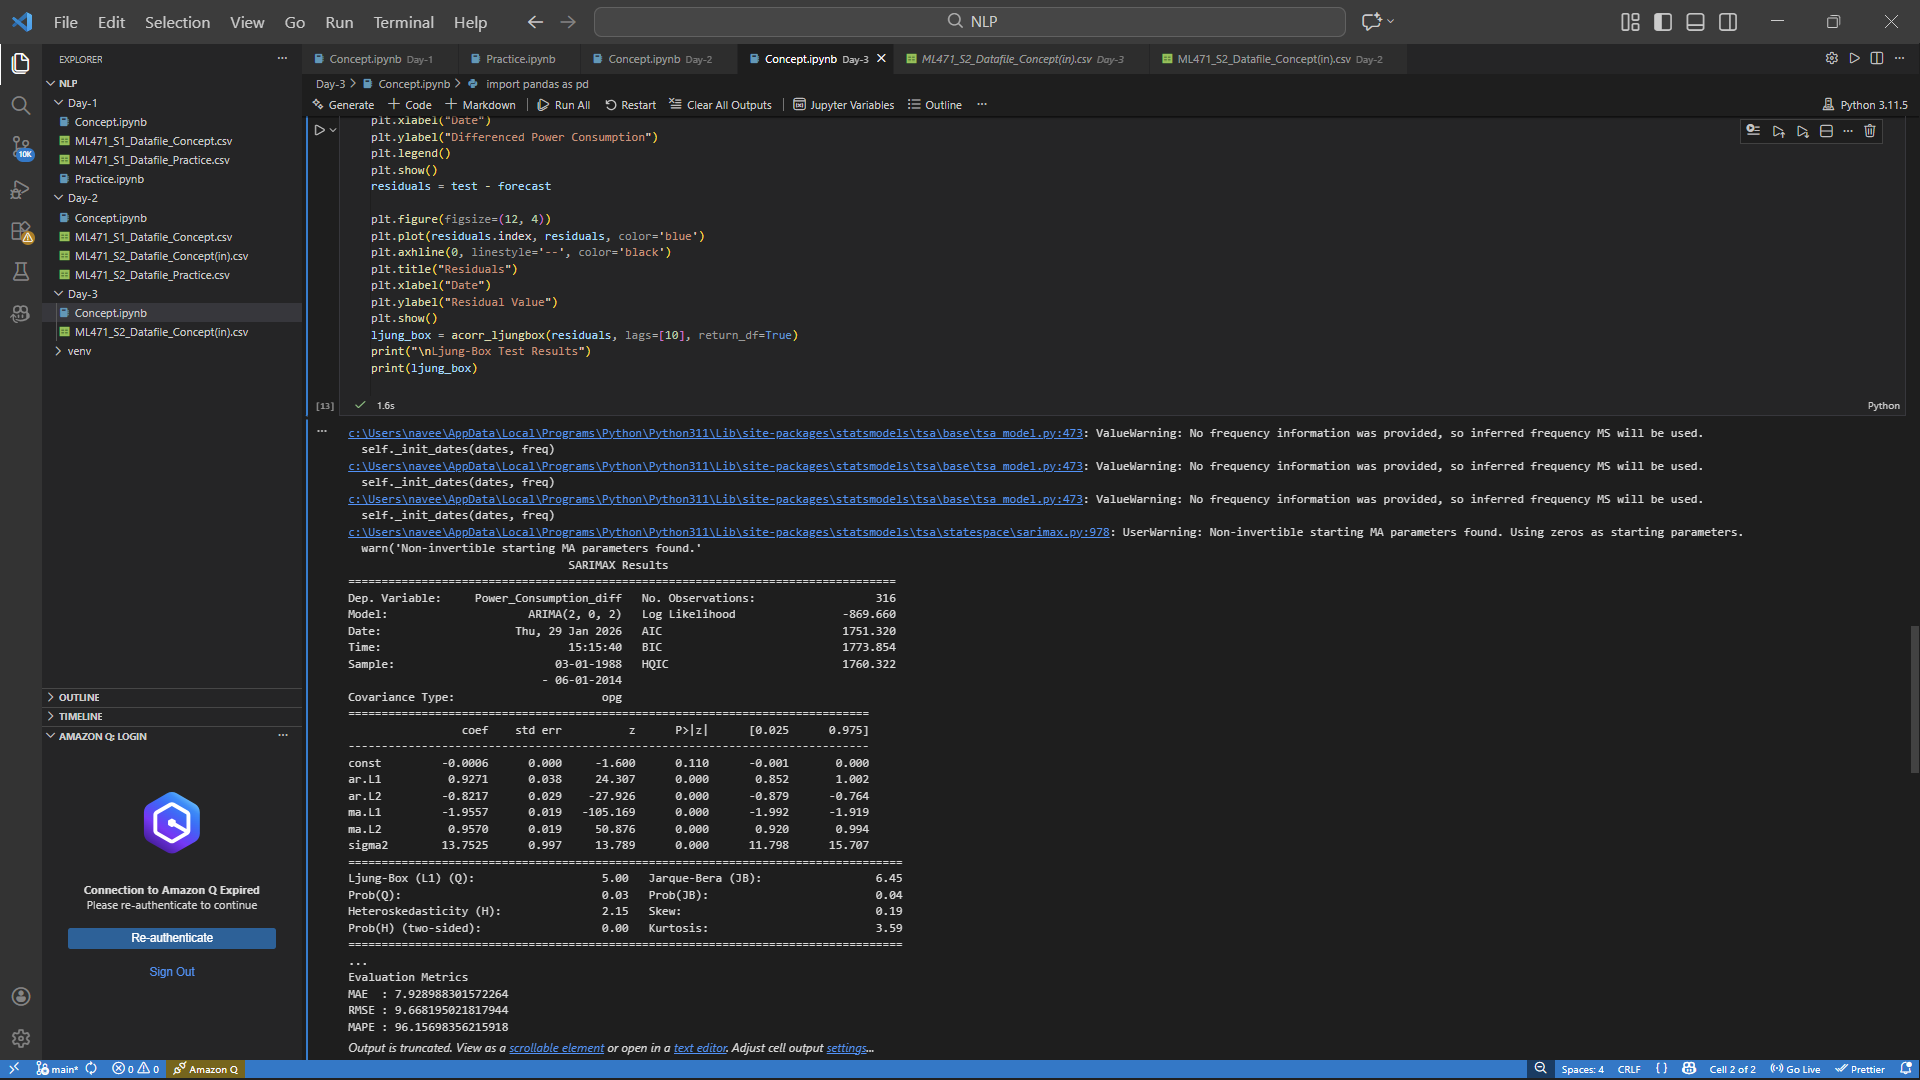 File Edit Selection View Go Run Terminal Help
NLP
EXPLORER
NLP
Day-1
Concept.ipynb
ML471_S1_Datafile_Concept.csv
ML471_S1_Datafile_Practice.csv
Practice.ipynb
Day-2
Concept.ipynb
ML471_S1_Datafile_Concept.csv
ML471_S2_Datafile_Concept(in).csv
ML471_S2_Datafile_Practice.csv
Day-3
Concept.ipynb
ML471_S2_Datafile_Concept(in).csv
venv
10K
OUTLINE
TIMELINE
AMAZON Q: LOGIN
Connection to Amazon Q Expired
Please re-authenticate to continue
Re-authenticate
Sign Out
Concept.ipynb Day-1 Practice.ipynb Concept.ipynb Day-2 Concept.ipynb Day-3 ML471_S2_Datafile_Concept(in).csv Day-3 ML471_S2_Datafile_Concept(in).csv Day-2
Day-3 > Concept.ipynb > import pandas as pd
Generate + Code + Markdown Run All Restart Clear All Outputs Jupyter Variables Outline ... Python 3.11.5
plt.xlabel("Date")
plt.ylabel("Differenced Power Consumption")
plt.legend()
plt.show()
residuals = test - forecast
plt.figure(figsize=(12, 4))
plt.plot(residuals.index, residuals, color='blue')
plt.axhline(0, linestyle='--', color='black')
plt.title("Residuals")
plt.xlabel("Date")
plt.ylabel("Residual Value")
plt.show()
ljung_box = acorr_ljungbox(residuals, lags=[10], return_df=True)
print("\nLjung-Box Test Results")
print(ljung_box)
[13] 1.6s Python
c:\Users\navee\AppData\Local\Programs\Python\Python311\Lib\site-packages\statsmodels\tsa\base\tsa_model.py:473: ValueWarning: No frequency information was provided, so inferred frequency MS will be used.
self._init_dates(dates, freq)
c:\Users\navee\AppData\Local\Programs\Python\Python311\Lib\site-packages\statsmodels\tsa\base\tsa_model.py:473: ValueWarning: No frequency information was provided, so inferred frequency MS will be used.
self._init_dates(dates, freq)
c:\Users\navee\AppData\Local\Programs\Python\Python311\Lib\site-packages\statsmodels\tsa\base\tsa_model.py:473: ValueWarning: No frequency information was provided, so inferred frequency MS will be used.
self._init_dates(dates, freq)
c:\Users\navee\AppData\Local\Programs\Python\Python311\Lib\site-packages\statsmodels\tsa\statespace\sarimax.py:978: UserWarning: Non-invertible starting MA parameters found. Using zeros as starting parameters.
warn('Non-invertible starting MA parameters found.'
SARIMAX Results
==============================================================================
Dep. Variable: Power_Consumption_diff No. Observations: 316
Model: ARIMA(2, 0, 2) Log Likelihood -869.660
Date: Thu, 29 Jan 2026 AIC 1751.320
Time: 15:15:40 BIC 1773.854
Sample: 03-01-1988 HQIC 1760.322
- 06-01-2014
Covariance Type: opg
==============================================================================
coef std err z P>|z| [0.025 0.975]
------------------------------------------------------------------------------
const -0.0006 0.000 -1.600 0.110 -0.001 0.000
ar.L1 0.9271 0.038 24.307 0.000 0.852 1.002
ar.L2 -0.8217 0.029 -27.926 0.000 -0.879 -0.764
ma.L1 -1.9557 0.019 -105.169 0.000 -1.992 -1.919
ma.L2 0.9570 0.019 50.876 0.000 0.920 0.994
sigma2 13.7525 0.997 13.789 0.000 11.798 15.707
===================================================================================
Ljung-Box (L1) (Q): 5.00 Jarque-Bera (JB): 6.45
Prob(Q): 0.03 Prob(JB): 0.04
Heteroskedasticity (H): 2.15 Skew: 0.19
Prob(H) (two-sided): 0.00 Kurtosis: 3.59
===================================================================================
...
Evaluation Metrics
MAE : 7.928988301572264
RMSE : 9.668195021817944
MAPE : 96.15698356215918
Output is truncated. View as a scrollable element or open in a text editor. Adjust cell output settings...
main* 0 0 Amazon Q Spaces: 4 CRLF { } Cell 2 of 2 Go Live Prettier